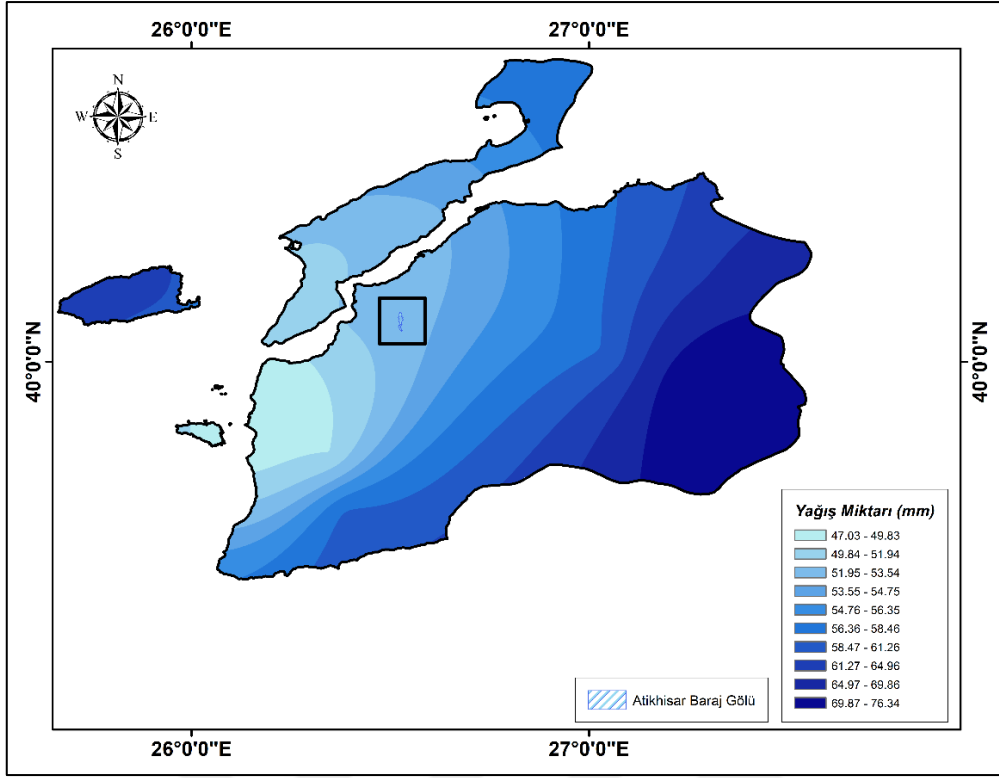 26°0'0"E 27°0'0"E
N
W E
S
40°0'0"N 40°0'0"N
Yağış Miktarı (mm)
47.03 - 49.83
49.84 - 51.94
51.95 - 53.54
53.55 - 54.75
54.76 - 56.35
56.36 - 58.46
58.47 - 61.26
61.27 - 64.96
64.97 - 69.86
69.87 - 76.34
Atikhisar Baraj Gölü
26°0'0"E 27°0'0"E